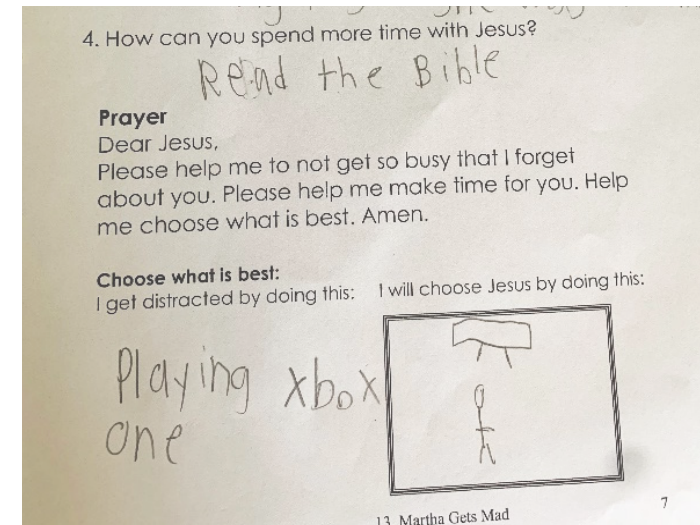 4. How can you spend more time with Jesus?
Read the Bible
Prayer
Dear Jesus,
Please help me to not get so busy that I forget
about you. Please help me make time for you. Help
me choose what is best. Amen.
Choose what is best:
I get distracted by doing this:
I will choose Jesus by doing this:
Playing xbox
one
13 Martha Gets Mad
7